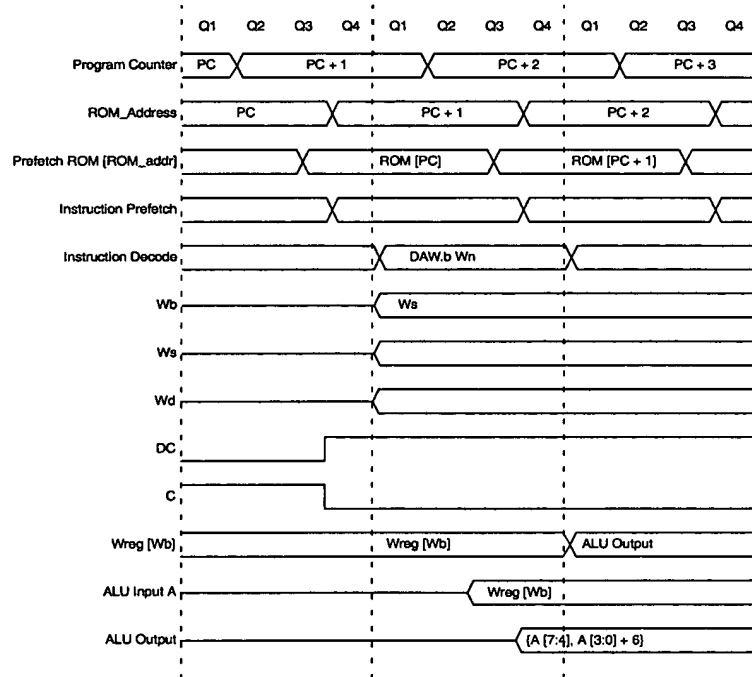 Q1 Q2 Q3 Q4 Q1 Q2 Q3 Q4 Q1 Q2 Q3 Q4
Program Counter PC PC + 1 PC + 2 PC + 3
ROM_Address PC PC + 1 PC + 2
Prefetch ROM [ROM_addr] ROM [PC] ROM [PC + 1]
Instruction Prefetch
Instruction Decode DAW.b Wn
Wb Ws
Ws
Wd
DC
C
Wreg [Wb] Wreg [Wb] ALU Output
ALU Input A Wreg [Wb]
ALU Output {A [7:4], A [3:0] + 6}